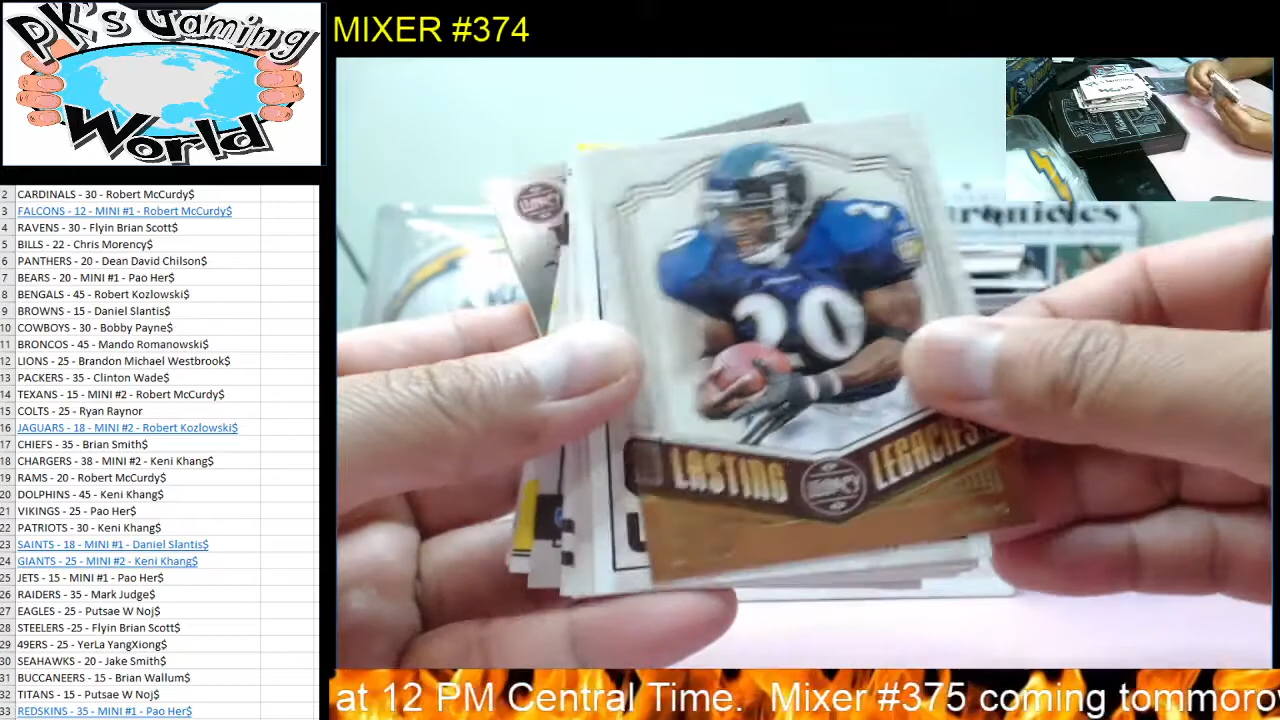 PK's Gaming
World
MIXER #374
2 CARDINALS - 30 - Robert McCurdy$
3 FALCONS - 12 - MINI #1 - Robert McCurdy$
4 RAVENS - 30 - Flyin Brian Scott$
5 BILLS - 22 - Chris Morency$
6 PANTHERS - 20 - Dean David Chilson$
7 BEARS - 20 - MINI #1 - Pao Her$
8 BENGALS - 45 - Robert Kozlowski$
9 BROWNS - 15 - Daniel Slantis$
10 COWBOYS - 30 - Bobby Payne$
11 BRONCOS - 45 - Mando Romanowski$
12 LIONS - 25 - Brandon Michael Westbrook$
13 PACKERS - 35 - Clinton Wade$
14 TEXANS - 15 - MINI #2 - Robert McCurdy$
15 COLTS - 25 - Ryan Raynor
16 JAGUARS - 18 - MINI #2 - Robert Kozlowski$
17 CHIEFS - 35 - Brian Smith$
18 CHARGERS - 38 - MINI #2 - Keni Khang$
19 RAMS - 20 - Robert McCurdy$
20 DOLPHINS - 45 - Keni Khang$
21 VIKINGS - 25 - Pao Her$
22 PATRIOTS - 30 - Keni Khang$
23 SAINTS - 18 - MINI #1 - Daniel Slantis$
24 GIANTS - 25 - MINI #2 - Keni Khang$
25 JETS - 15 - MINI #1 - Pao Her$
26 RAIDERS - 35 - Mark Judge$
27 EAGLES - 25 - Putsae W Noj$
28 STEELERS -25 - Flyin Brian Scott$
29 49ERS - 25 - YerLa YangXiong$
30 SEAHAWKS - 20 - Jake Smith$
31 BUCCANEERS - 15 - Brian Wallum$
32 TITANS - 15 - Putsae W Noj$
33 REDSKINS - 35 - MINI #1 - Pao Her$
20
20
LASTING LEGACY LEGACIES
at 12 PM Central Time. Mixer #375 coming tommoro